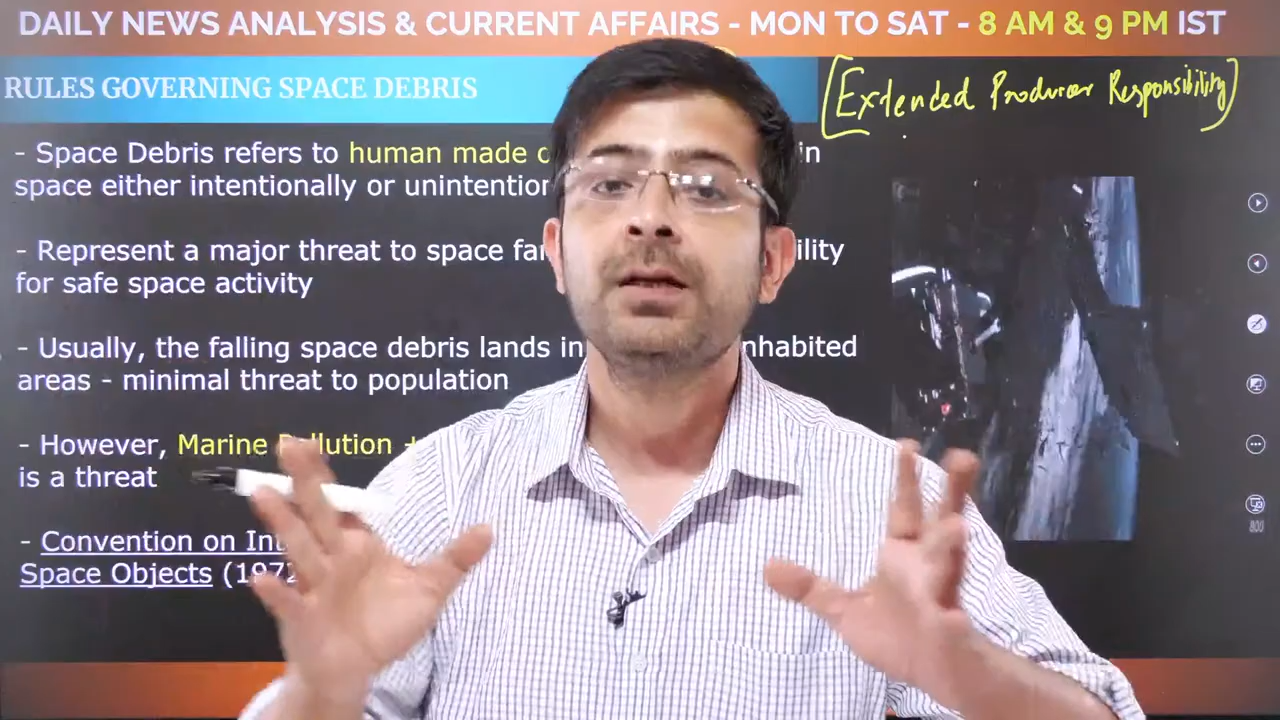 DAILY NEWS ANALYSIS & CURRENT AFFAIRS - MON TO SAT - 8 AM & 9 PM IST
RULES GOVERNING SPACE DEBRIS
[Extended Producer Responsibility]
- Space Debris refers to human made in
space either intentionally or
- Represent a major threat to space
for safe space activity
- Usually, the falling space debris lands in
areas - minimal threat to population
- However, Marine Pollution +
is a threat
- Convention on
Space Objects